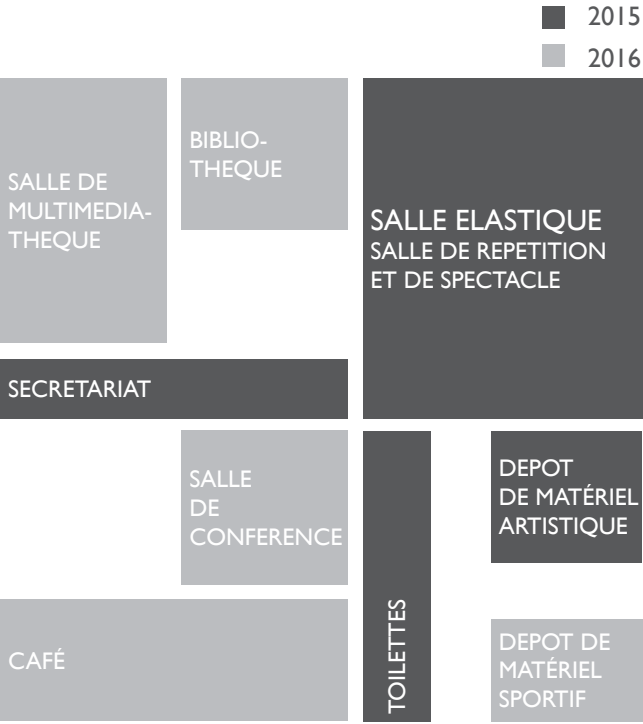 2015
2016
SALLE DE
MULTIMEDIA-
THEQUE
BIBLIO-
THEQUE
SALLE ELASTIQUE
SALLE DE REPETITION
ET DE SPECTACLE
SECRETARIAT
SALLE
DE
CONFERENCE
CAFÉ
TOILETTES
DEPOT
DE MATÉRIEL
ARTISTIQUE
DEPOT DE
MATÉRIEL
SPORTIF